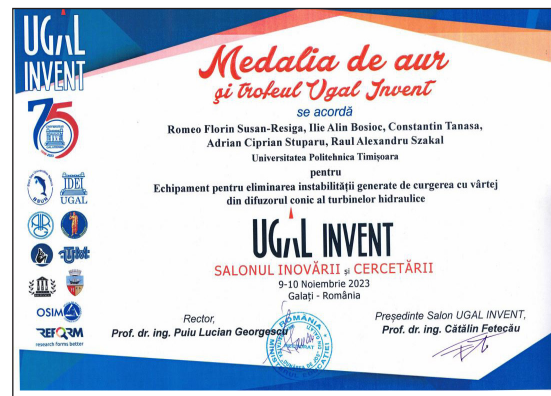 UGAL
INVENT
75
Medalia de aur
și trofeul Ugal Invent
se acordă
Romeo Florin Susan-Resiga, Ilie Alin Bosioc, Constantin Tanasa,
Adrian Ciprian Stuparu, Raul Alexandru Szakal
Universitatea Politehnica Timișoara
pentru
Echipament pentru eliminarea instabilității generate de curgerea cu vârtej
din difuzorul conic al turbinelor hidraulice
UGAL INVENT
SALONUL INOVĂRII și CERCETĂRII
9-10 Noiembrie 2023
Galați - România
IDEI
UGAL
OSIM
REFORM
research forms better
Rector,
Prof. dr. ing. Puiu Lucian Georgescu
ROMÂNIA
Președinte Salon UGAL INVENT,
Prof. dr. ing. Cătălin Fetecău